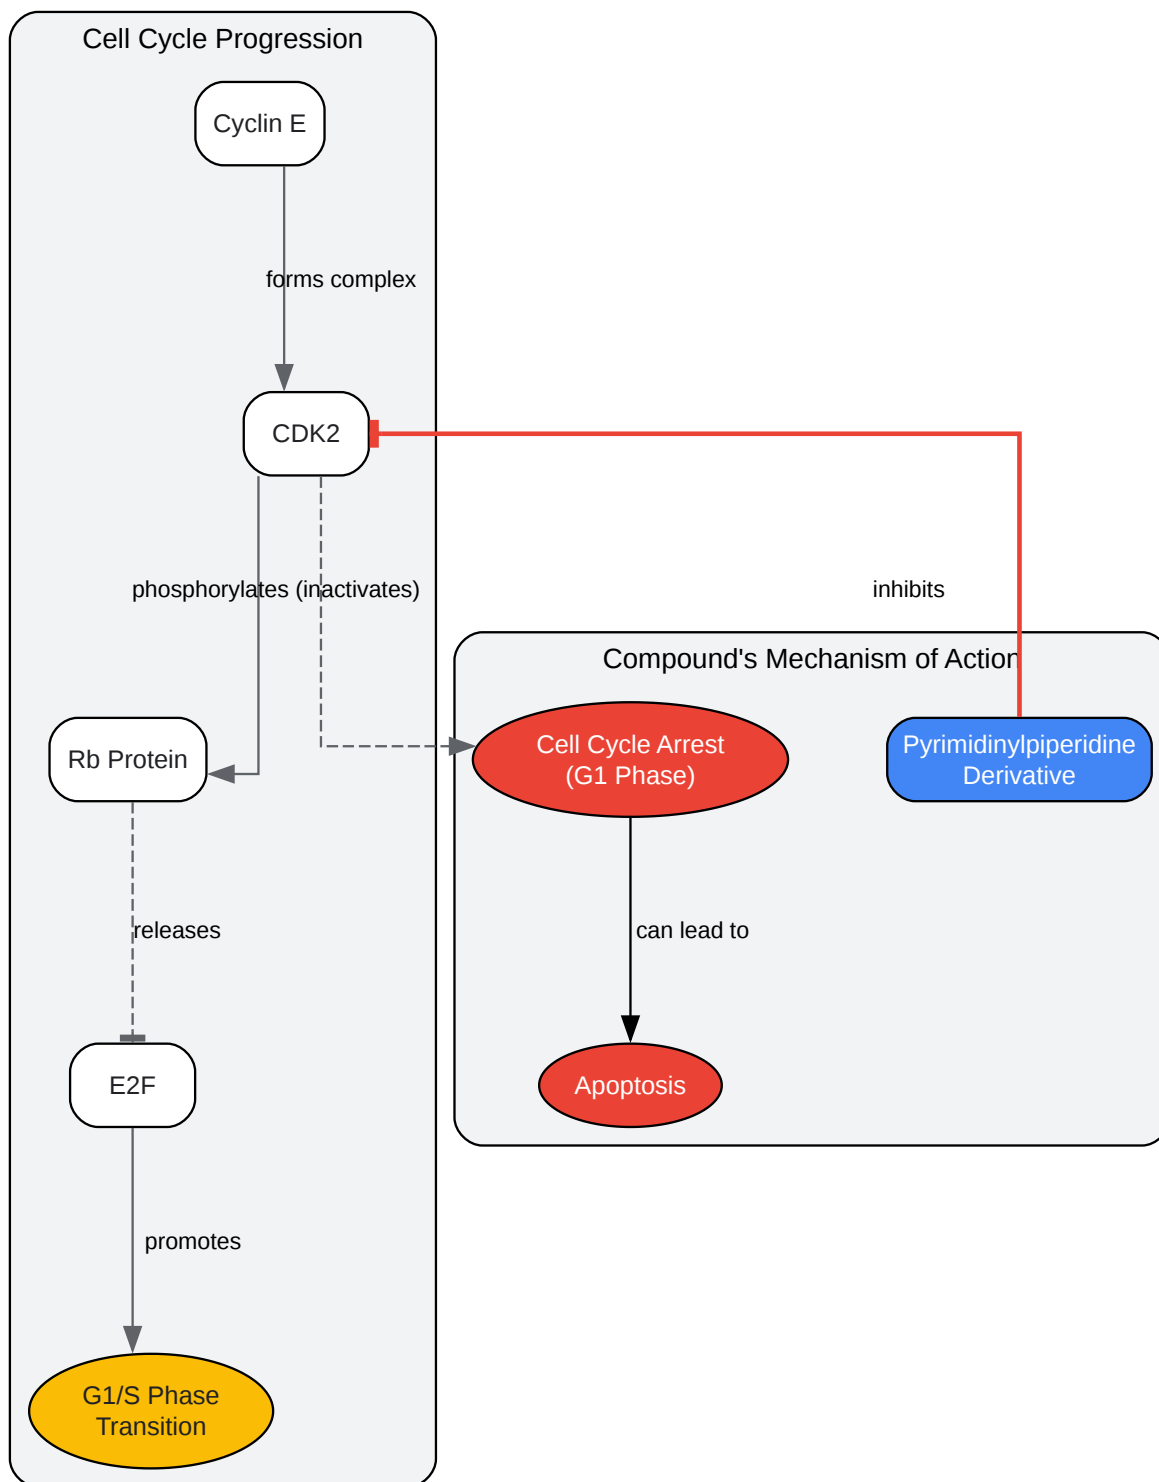 Cell Cycle Progression
Cyclin E
forms complex
CDK2
phosphorylates (inactivates)
inhibits
Compound's Mechanism of Action
Rb Protein
Cell Cycle Arrest
(G1 Phase)
Pyrimidinylpiperidine
Derivative
releases
can lead to
E2F
Apoptosis
promotes
G1/S Phase
Transition